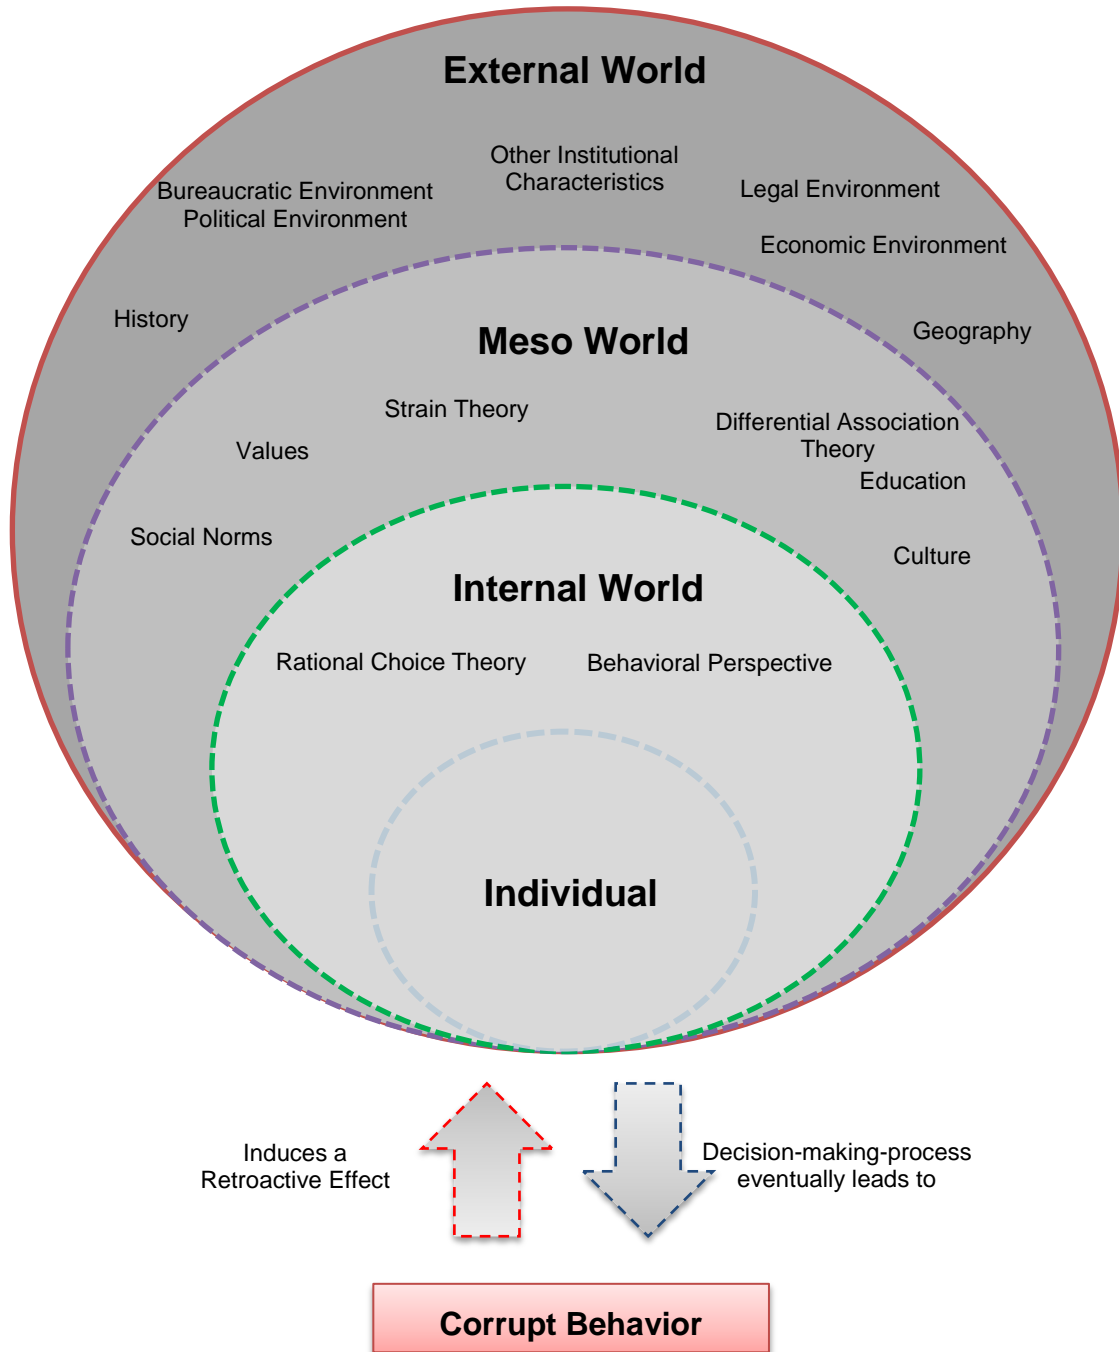 External World
Other Institutional
Characteristics
Bureaucratic Environment
Political Environment
Legal Environment
Economic Environment
History
Geography
Meso World
Strain Theory
Differential Association
Theory
Values
Education
Social Norms
Culture
Internal World
Rational Choice Theory
Behavioral Perspective
Individual
Induces a
Retroactive Effect
Decision-making-process
eventually leads to
Corrupt Behavior